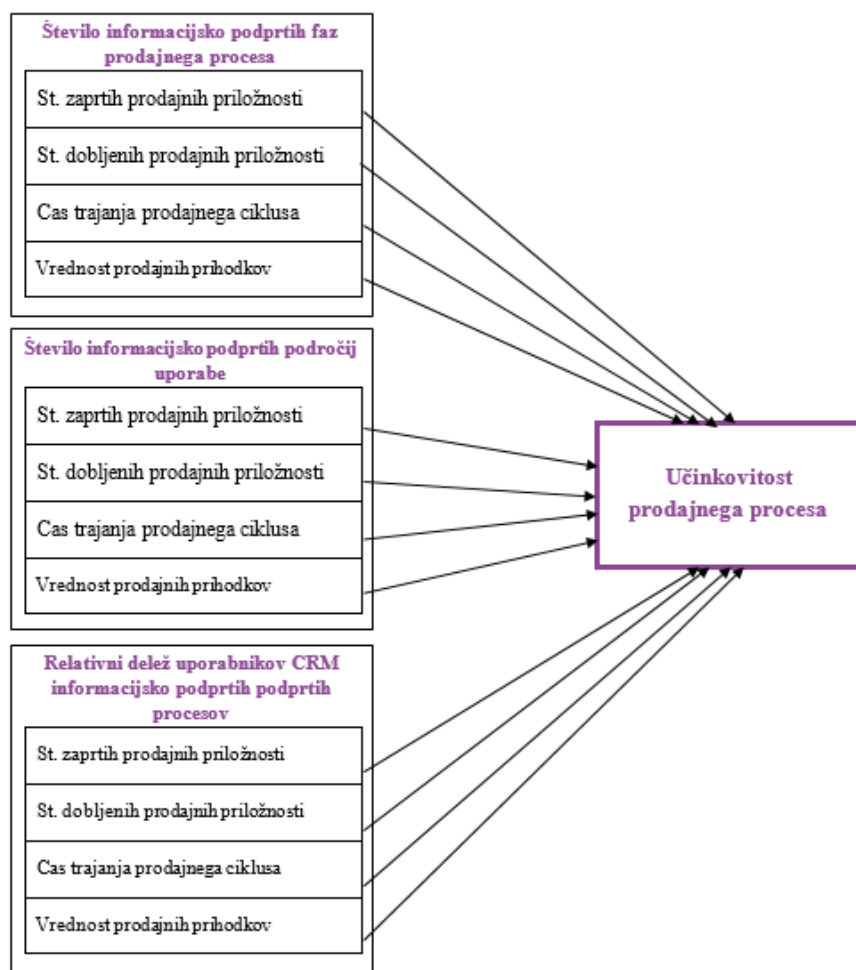 Število informacijsko podprtih faz
prodajnega procesa
St. zaprtih prodajnih priložnosti
St. dobljenih prodajnih priložnosti
Cas trajanja prodajnega ciklusa
Vrednost prodajnih prihodkov
Število informacijsko podprtih področij
uporabe
St. zaprtih prodajnih priložnosti
St. dobljenih prodajnih priložnosti
Cas trajanja prodajnega ciklusa
Vrednost prodajnih prihodkov
Učinkovitost
prodajnega procesa
Relativni delež uporabnikov CRM
informacijsko podprtih podprtih
procesov
St. zaprtih prodajnih priložnosti
St. dobljenih prodajnih priložnosti
Cas trajanja prodajnega ciklusa
Vrednost prodajnih prihodkov